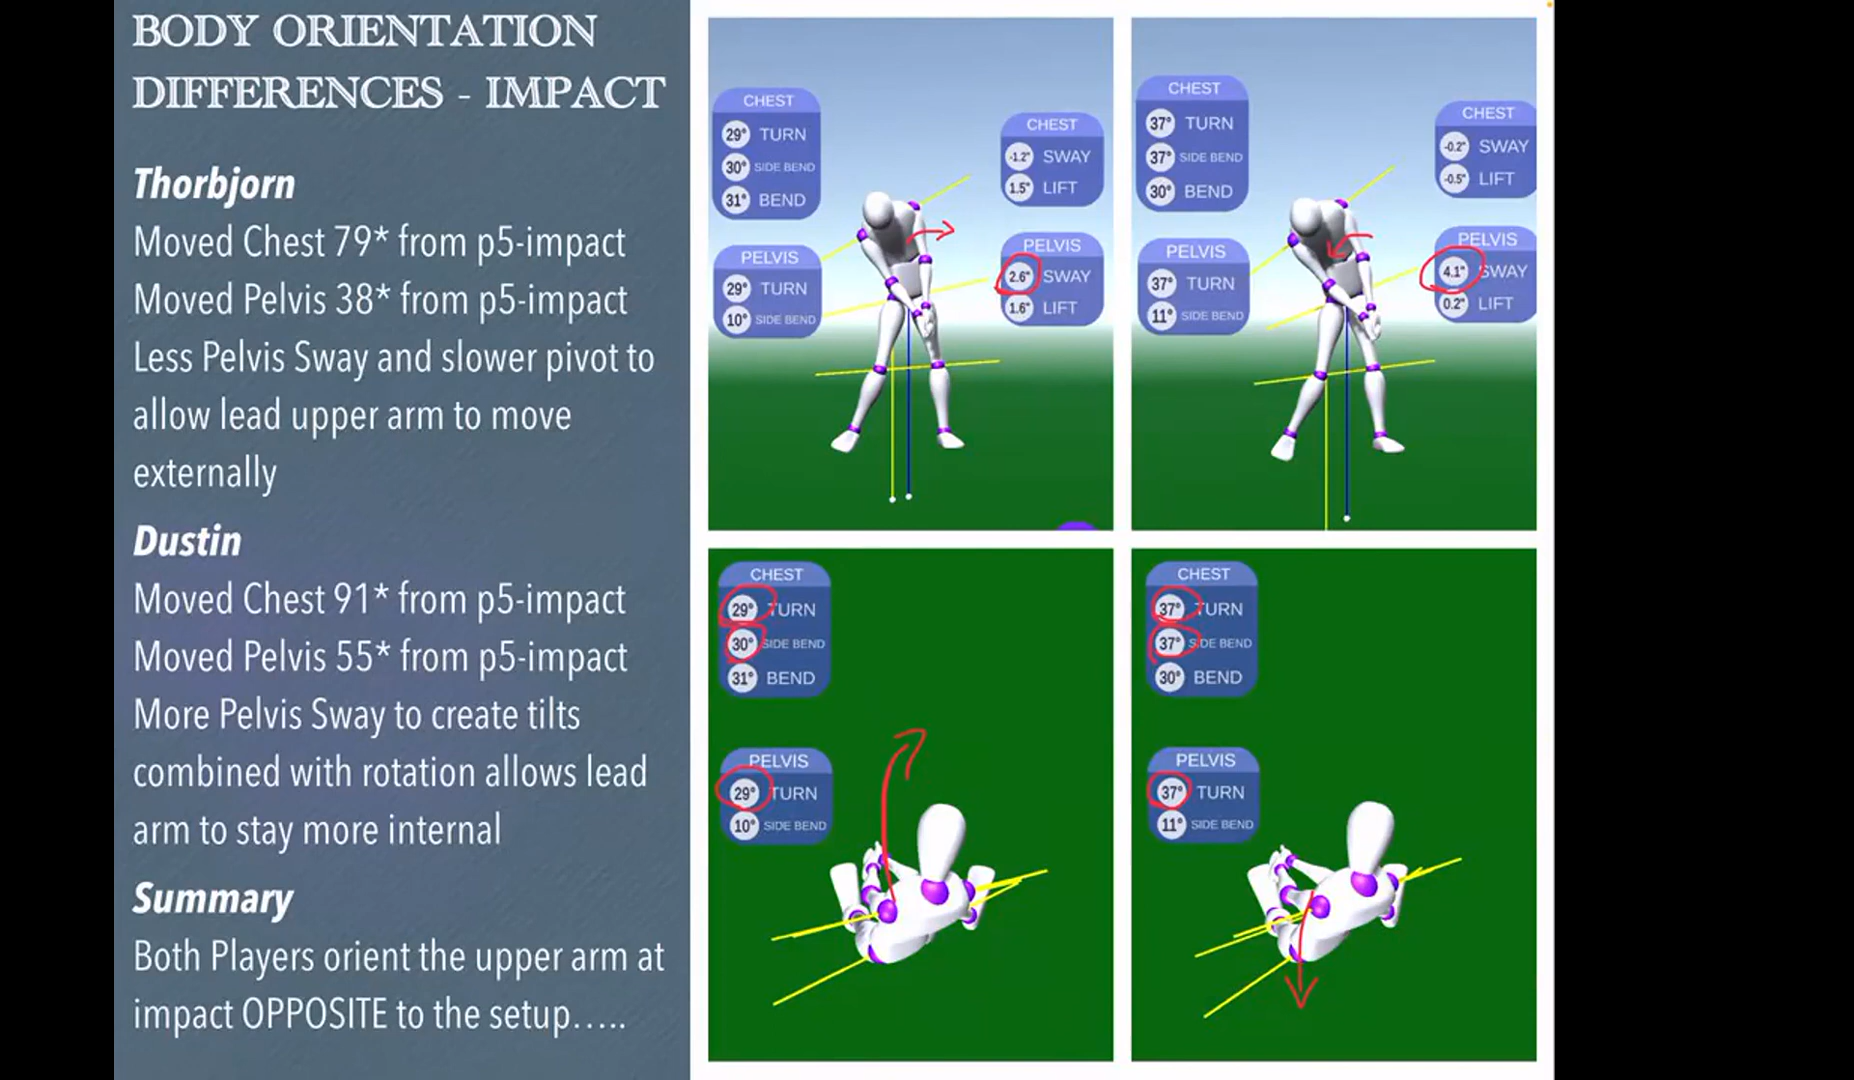 BODY ORIENTATION
DIFFERENCES - IMPACT
Thorbjorn
Moved Chest 79* from p5-impact
Moved Pelvis 38* from p5-impact
Less Pelvis Sway and slower pivot to
allow lead upper arm to move
externally
Dustin
Moved Chest 91* from p5-impact
Moved Pelvis 55* from p5-impact
More Pelvis Sway to create tilts
combined with rotation allows lead
arm to stay more internal
Summary
Both Players orient the upper arm at
impact OPPOSITE to the setup…..
CHEST
29° TURN
30° SIDE BEND
31° BEND
PELVIS
29° TURN
10° SIDE BEND
CHEST
-1.2" SWAY
1.5" LIFT
PELVIS
2.6" SWAY
1.6" LIFT
CHEST
37° TURN
37° SIDE BEND
30° BEND
PELVIS
37° TURN
11° SIDE BEND
CHEST
-0.2" SWAY
-0.5" LIFT
PELVIS
4.1" SWAY
0.2" LIFT
CHEST
29° TURN
30° SIDE BEND
31° BEND
PELVIS
29° TURN
10° SIDE BEND
CHEST
37° TURN
37° SIDE BEND
30° BEND
PELVIS
37° TURN
11° SIDE BEND